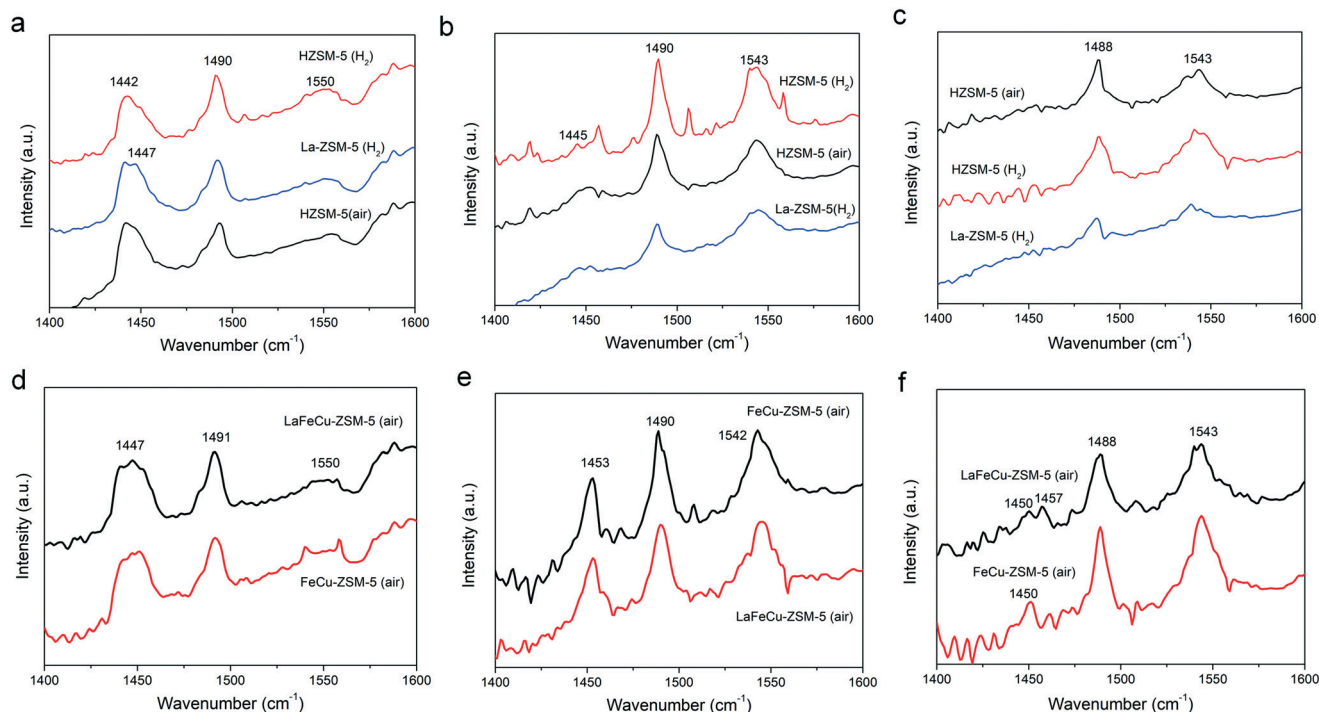 a
1442
1490
1550
HZSM-5 (H₂)
1447
La-ZSM-5 (H₂)
HZSM-5(air)
Intensity (a.u.)
1400 1450 1500 1550 1600
Wavenumber (cm⁻¹)
b
1490
1543
HZSM-5 (H₂)
1445
HZSM-5 (air)
La-ZSM-5(H₂)
Intensity (a.u.)
1400 1450 1500 1550 1600
Wavenumber (cm⁻¹)
c
1488
1543
HZSM-5 (air)
HZSM-5 (H₂)
La-ZSM-5 (H₂)
Intensity (a.u.)
1400 1450 1500 1550 1600
Wavenumber (cm⁻¹)
d
LaFeCu-ZSM-5 (air)
1447
1491
1550
FeCu-ZSM-5 (air)
Intensity (a.u.)
1400 1450 1500 1550 1600
Wavenumber (cm⁻¹)
e
FeCu-ZSM-5 (air)
1490
1542
1453
LaFeCu-ZSM-5 (air)
Intensity (a.u.)
1400 1450 1500 1550 1600
Wavenumber (cm⁻¹)
f
1488
1543
LaFeCu-ZSM-5 (air)
1450
1457
FeCu-ZSM-5 (air)
1450
Intensity (a.u.)
1400 1450 1500 1550 1600
Wavenumber (cm⁻¹)